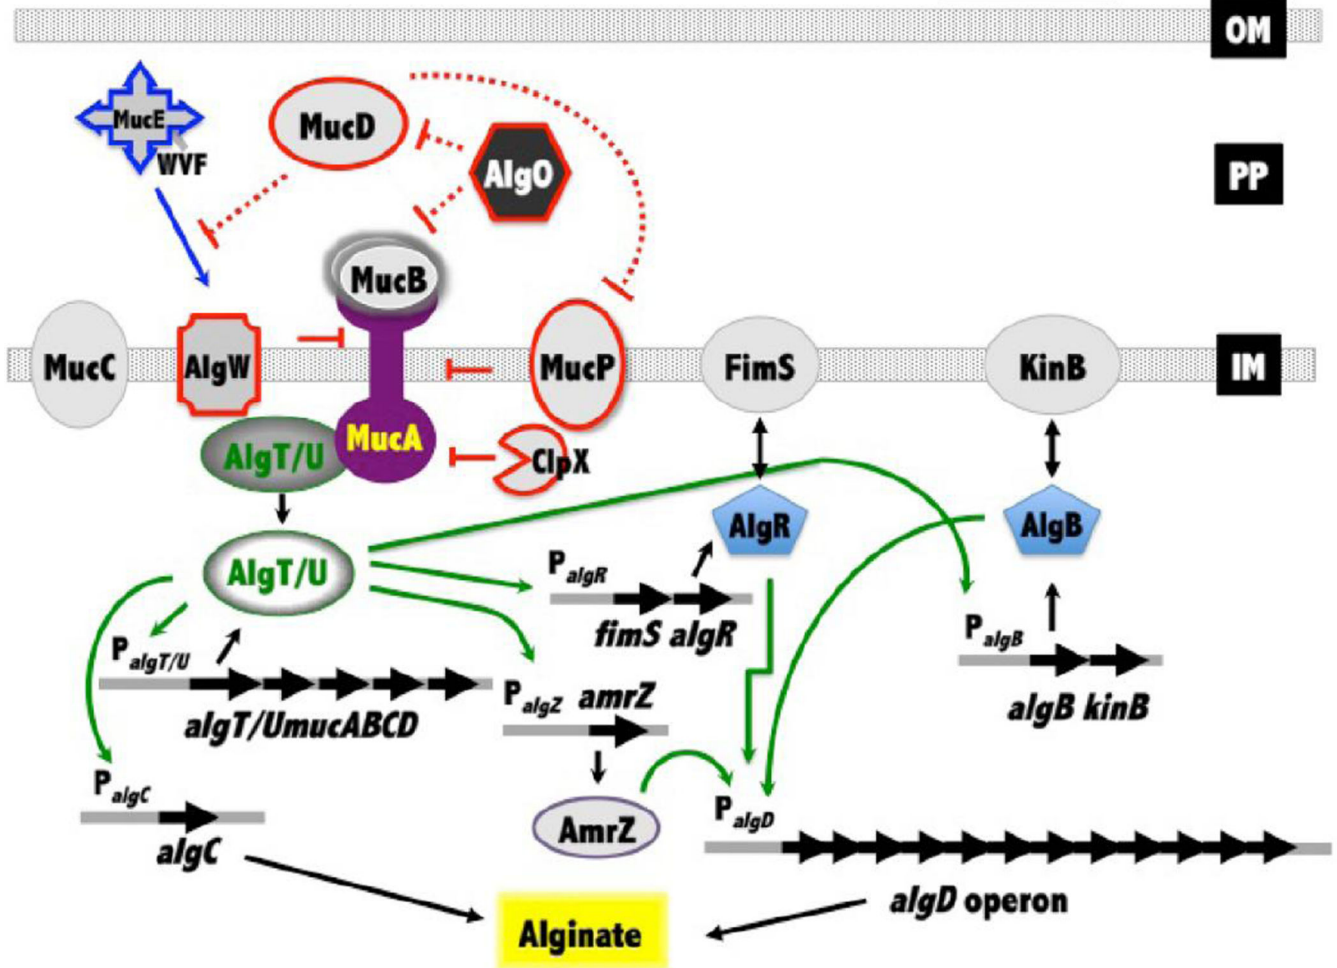 OM
MucE
WVF
MucD
AlgO
PP
MucB
MucC
AlgW
MucP
FimS
KinB
IM
MucA
ClpX
AlgT/U
AlgR
AlgB
AlgT/U
PalgR
fimS algR
PalgB
algB kinB
PalgT/U
algT/UmucABCD
PalgZ amrZ
PalgC
algC
AmrZ
PalgD
algD operon
Alginate